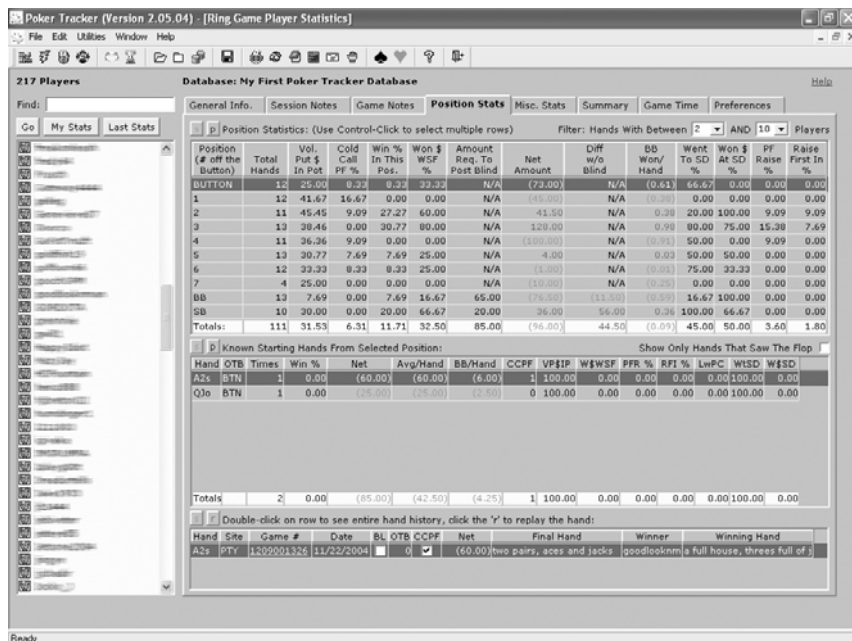 Poker Tracker (Version 2.05.04) - [Ring Game Player Statistics]
File Edit Utilities Window Help
217 Players
Database: My First Poker Tracker Database
Help
Find:
Go My Stats Last Stats
General Info. Session Notes Game Notes Position Stats Misc. Stats Summary Game Time Preferences
P Position Statistics: (Use Control-Click to select multiple rows) Filter: Hands With Between 2 AND 10 Players
Position (# off the Button) Total Hands Vol. Put $ In Pot Cold Call PF % Win % In This Pos. Won $ WSF % Amount Req. To Post Blind Net Amount Diff w/o Blind BB Won/ Hand Went To SD % Won $ At SD % PF Raise % Raise First In %
BUTTON 12 25.00 8.33 8.33 33.33 N/A (73.00) N/A (0.61) 66.67 0.00 0.00 0.00
1 12 41.67 16.67 0.00 0.00 N/A (45.00) N/A (0.38) 0.00 0.00 0.00 0.00
2 11 45.45 9.09 27.27 60.00 N/A 41.50 N/A 0.38 20.00 100.00 9.09 9.09
3 13 38.46 0.00 30.77 80.00 N/A 128.00 N/A 0.98 80.00 75.00 15.38 7.69
4 11 36.36 9.09 0.00 0.00 N/A (100.00) N/A (0.91) 50.00 0.00 9.09 0.00
5 13 30.77 7.69 7.69 25.00 N/A 4.00 N/A 0.03 50.00 50.00 0.00 0.00
6 12 33.33 8.33 8.33 25.00 N/A (1.00) N/A (0.01) 75.00 33.33 0.00 0.00
7 4 25.00 0.00 0.00 0.00 N/A (10.00) N/A (0.25) 0.00 0.00 0.00 0.00
BB 13 7.69 0.00 7.69 16.67 65.00 (76.50) (11.50) (0.59) 16.67 100.00 0.00 0.00
SB 10 30.00 0.00 20.00 66.67 20.00 36.00 56.00 0.36 100.00 66.67 0.00 0.00
Totals: 111 31.53 6.31 11.71 32.50 85.00 (96.00) 44.50 (0.09) 45.00 50.00 3.60 1.80
P Known Starting Hands From Selected Position: Show Only Hands That Saw The Flop
Hand OTB Times Win % Net Avg/Hand BB/Hand CCPF VP$IP W$WSF PFR % RFI % LwPC WtSD W$SD
A2s BTN 1 0.00 (60.00) (60.00) (6.00) 1 100.00 0.00 0.00 0.00 0.00 100.00 0.00
QJo BTN 1 0.00 (25.00) (25.00) (2.50) 0 100.00 0.00 0.00 0.00 0.00 100.00 0.00
Totals 2 0.00 (85.00) (42.50) (4.25) 1 100.00 0.00 0.00 0.00 0.00 100.00 0.00
Double-click on row to see entire hand history, click the 'r' to replay the hand:
Hand Site Game # Date BL OTB CCPF Net Final Hand Winner Winning Hand
A2s PTY 1209001326 11/22/2004 0 (60.00) two pairs, aces and jacks goodlooknm a full house, threes full of j
Ready